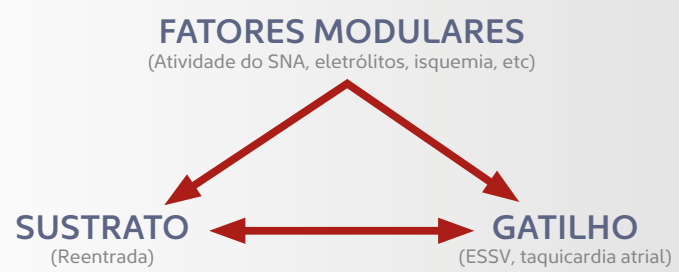 FATORES MODULARES
(Atividade do SNA, eletrólitos, isquemia, etc)
SUSTRATO
(Reentrada)
GATILHO
(ESSV, taquicardia atrial)